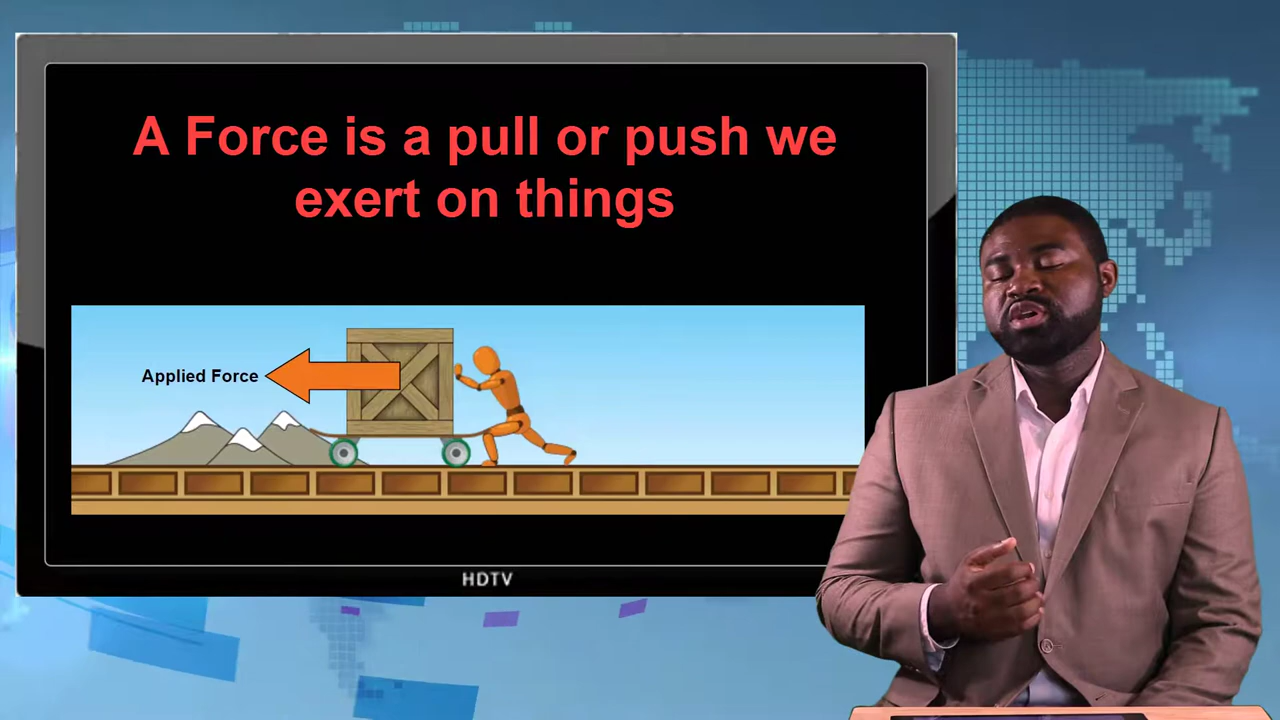 A Force is a pull or push we
exert on things
Applied Force
HDTV